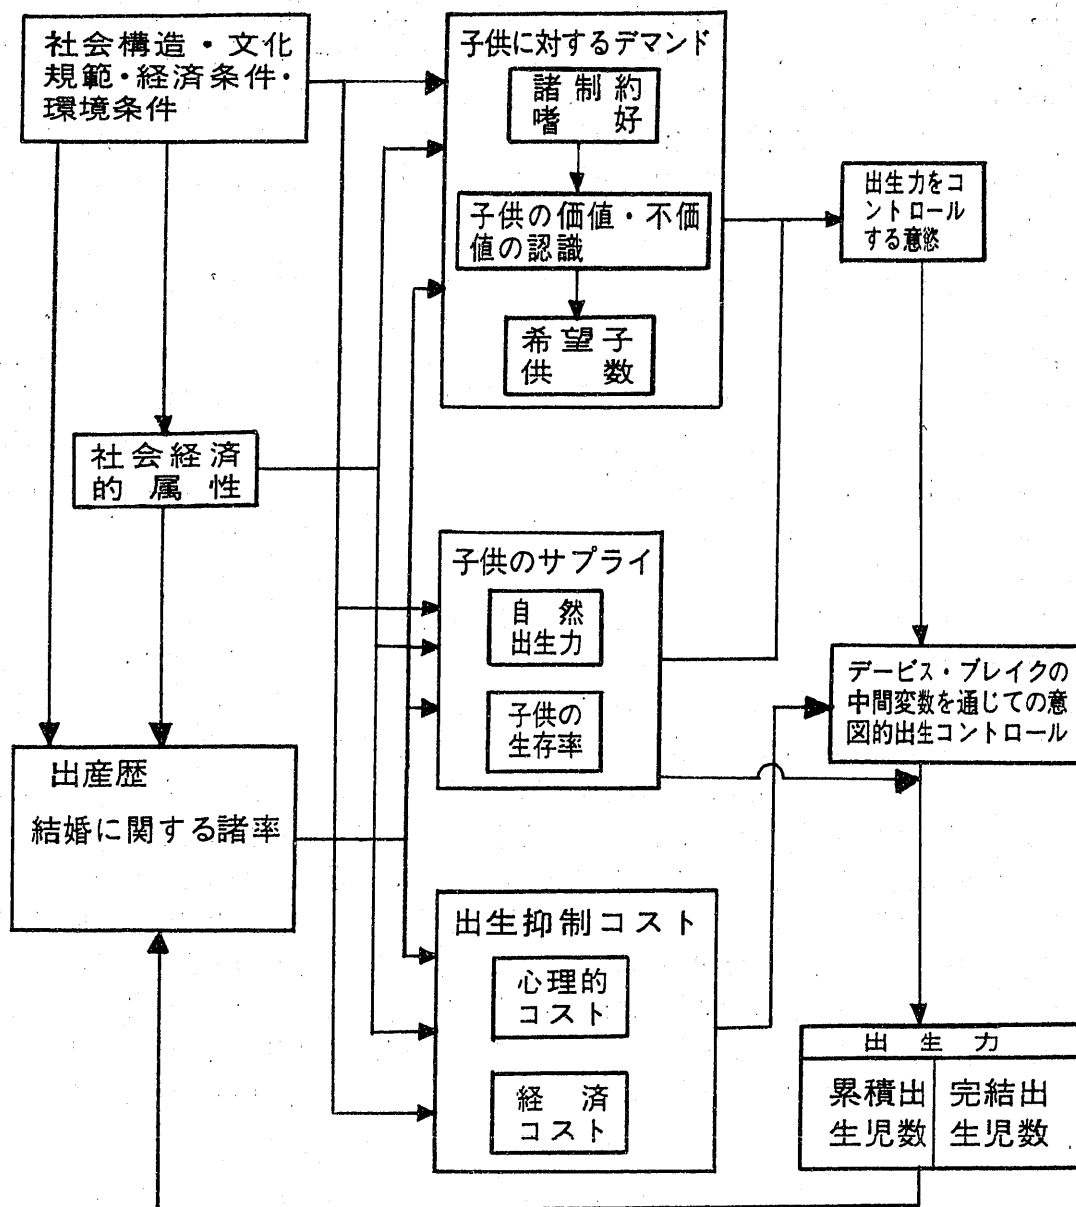 社会構造・文化
規範・経済条件・
環境条件
子供に対するデマンド
諸制約
嗜好
子供の価値・不価
値の認識
希望子
供数
出生力をコ
ントロール
する意慾
社会経済
的属性
子供のサプライ
自然
出生力
子供の
生存率
デービス・ブレイクの
中間変数を通じての意
図的出生コントロール
出産歴
結婚に関する諸率
出生抑制コスト
心理的
コスト
経済
コスト
出生力
累積出
生児数
完結出
生児数